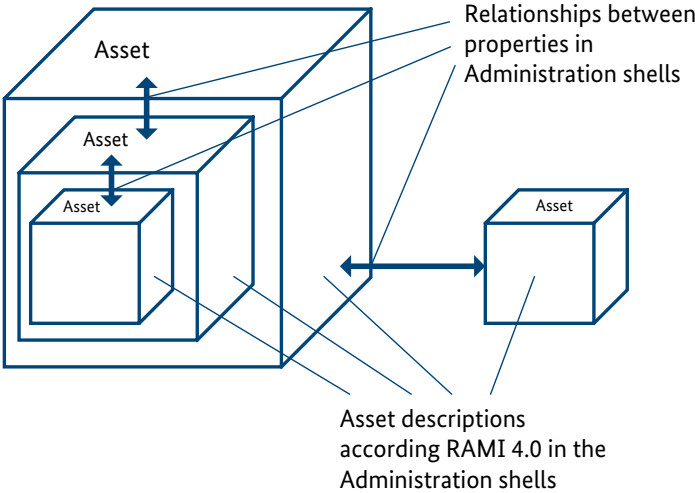 Relationships between
properties in
Administration shells
Asset
Asset
Asset
Asset
Asset descriptions
according RAMI 4.0 in the
Administration shells